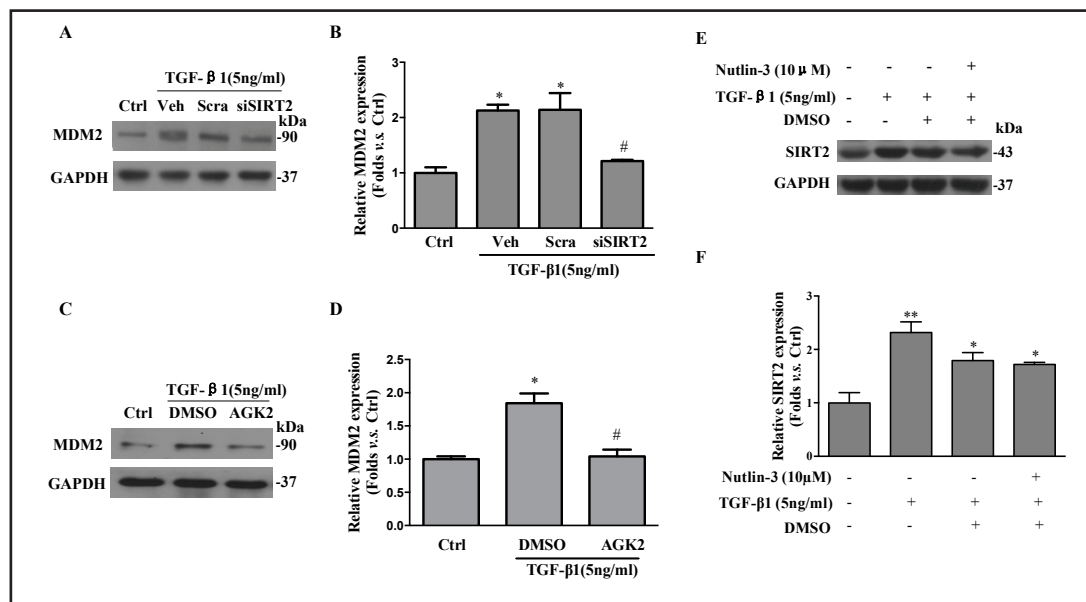 A
TGF-β1(5ng/ml)
Ctrl Veh Scra siSIRT2
kDa
MDM2 -90
GAPDH -37
B
Relative MDM2 expression
(Folds v.s. Ctrl)
3
2
1
0
* * #
Ctrl Veh Scra siSIRT2
TGF-β1(5ng/ml)
C
TGF-β1(5ng/ml)
Ctrl DMSO AGK2
kDa
MDM2 -90
GAPDH -37
D
Relative MDM2 expression
(Folds v.s. Ctrl)
2.5
2.0
1.5
1.0
0.5
0.0
* #
Ctrl DMSO AGK2
TGF-β1(5ng/ml)
E
Nutlin-3 (10μM) - - - +
TGF-β1 (5ng/ml) - + + +
DMSO - - + +
kDa
SIRT2 -43
GAPDH -37
F
Relative SIRT2 expression
(Folds v.s. Ctrl)
3
2
1
0
** * *
Nutlin-3 (10μM) - - - +
TGF-β1 (5ng/ml) - + + +
DMSO - - + +